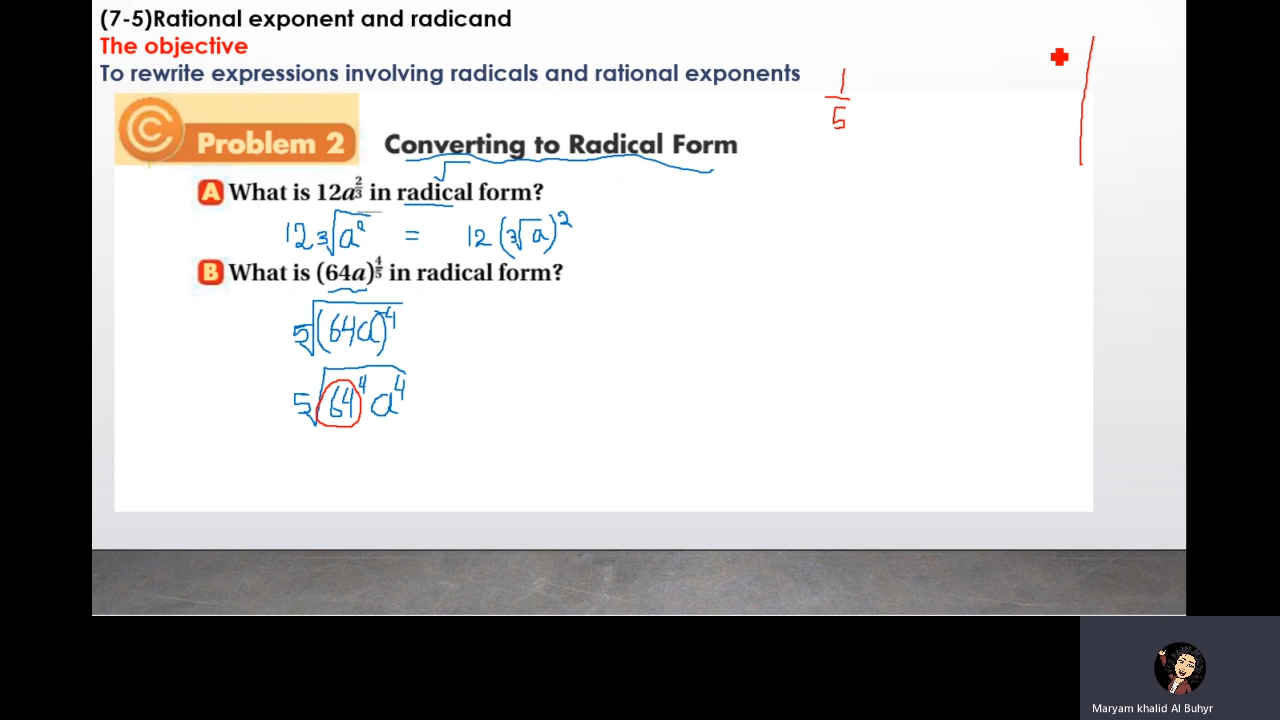 (7-5)Rational exponent and radicand
The objective
To rewrite expressions involving radicals and rational exponents
1/5
C Problem 2 Converting to Radical Form
√
A What is 12a^(2/3) in radical form?
12 ∛(a²) = 12 (∛a)²
B What is (64a)^(4/5) in radical form?
⁵√((64a)⁴)
⁵√(64⁴ a⁴)
Maryam khalid Al Buhyr